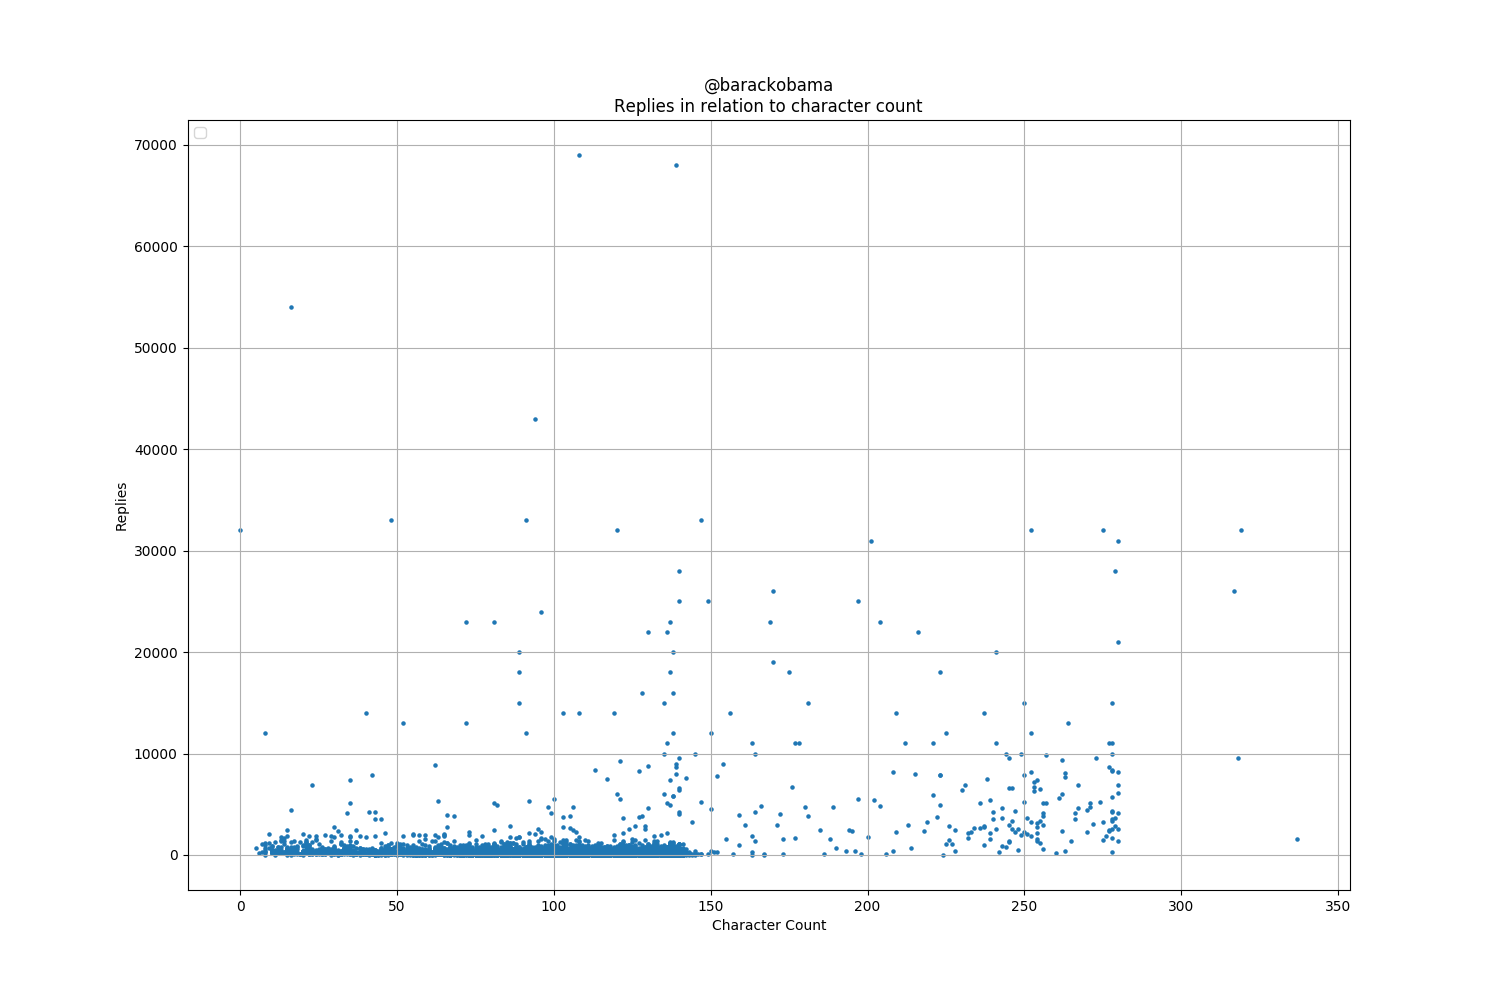 @barackobama
Replies in relation to character count
70000
60000
50000
40000
30000
20000
10000
0
Replies
0 50 100 150 200 250 300 350
Character Count